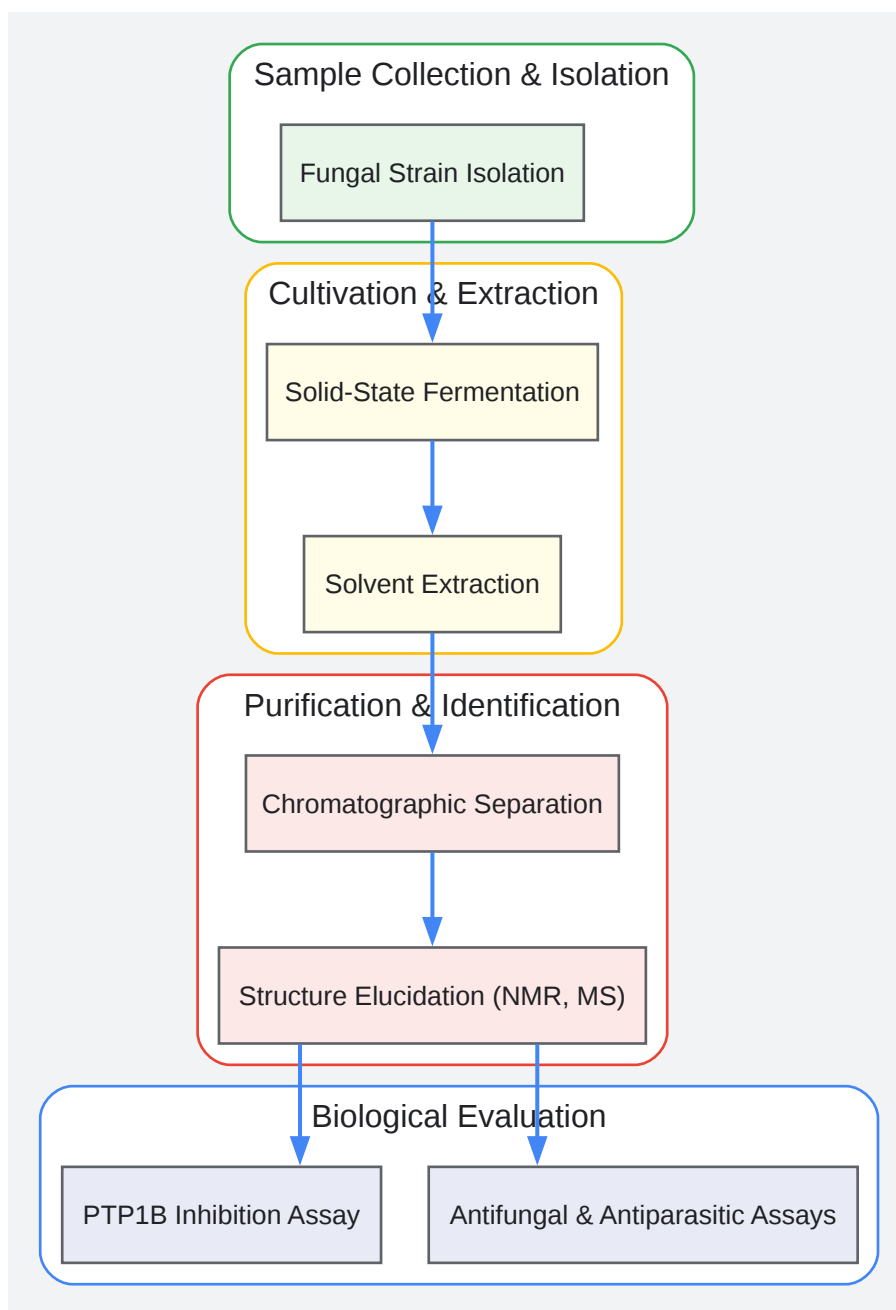 Sample Collection & Isolation
Fungal Strain Isolation
Cultivation & Extraction
Solid-State Fermentation
Solvent Extraction
Purification & Identification
Chromatographic Separation
Structure Elucidation (NMR, MS)
Biological Evaluation
PTP1B Inhibition Assay
Antifungal & Antiparasitic Assays